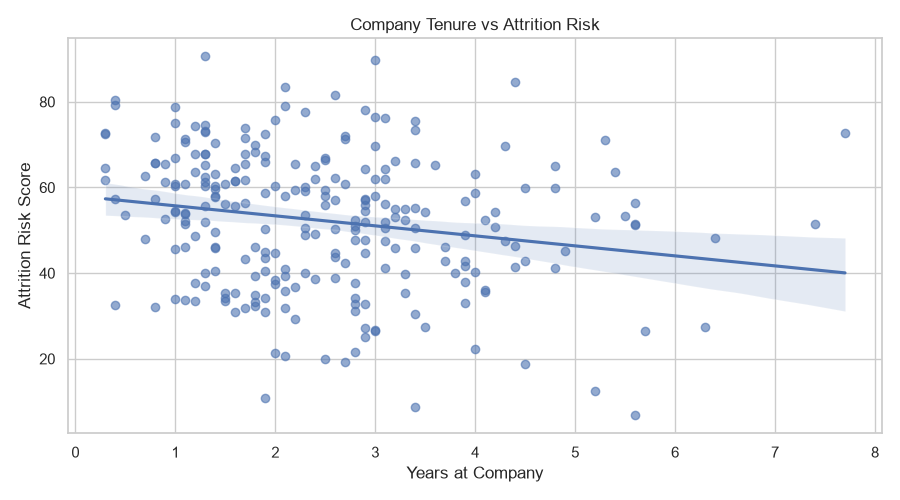 Company Tenure vs Attrition Risk
Attrition Risk Score
80
60
40
20
0 1 2 3 4 5 6 7 8
Years at Company